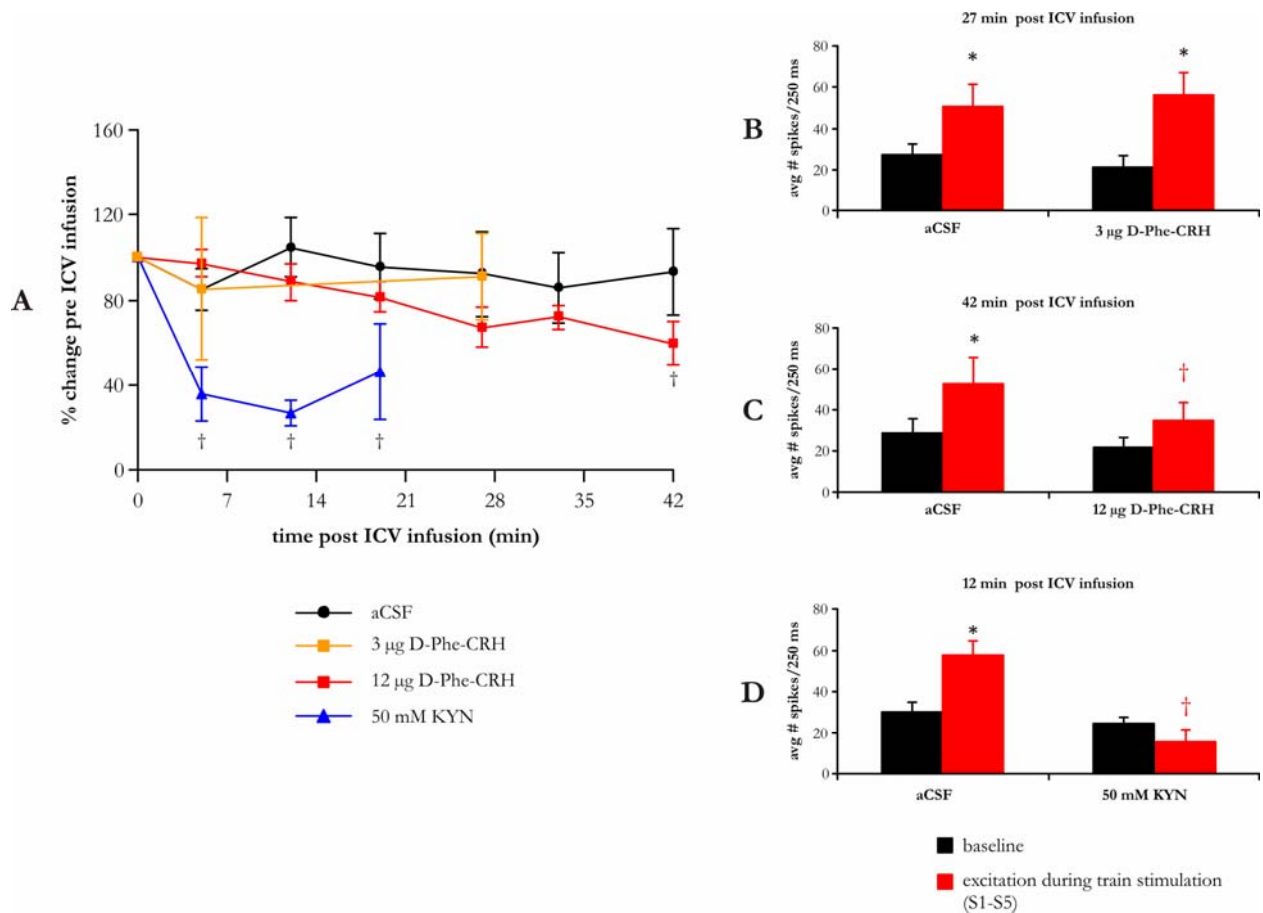 A
% change pre ICV infusion
160
120
80
40
0
0 7 14 21 28 35 42
† † † †
time post ICV infusion (min)
aCSF
3 µg D-Phe-CRH
12 µg D-Phe-CRH
50 mM KYN
27 min post ICV infusion
B
avg # spikes/250 ms
80
60
40
20
0
* *
aCSF 3 µg D-Phe-CRH
42 min post ICV infusion
C
avg # spikes/250 ms
80
60
40
20
0
* †
aCSF 12 µg D-Phe-CRH
12 min post ICV infusion
D
avg # spikes/250 ms
80
60
40
20
0
* †
aCSF 50 mM KYN
baseline
excitation during train stimulation
(S1-S5)